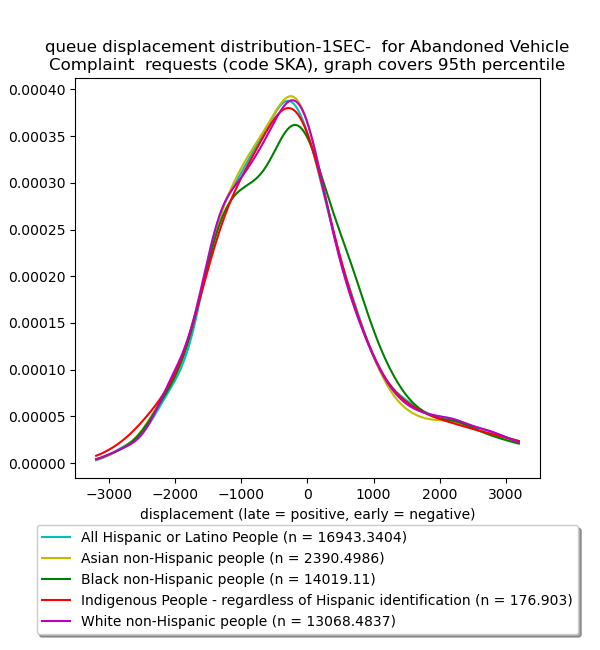 queue displacement distribution-1SEC-  for Abandoned Vehicle
Complaint  requests (code SKA), graph covers 95th percentile
0.00040
0.00035
0.00030
0.00025
0.00020
0.00015
0.00010
0.00005
0.00000
−3000 −2000 −1000 0 1000 2000 3000
displacement (late = positive, early = negative)
All Hispanic or Latino People (n = 16943.3404)
Asian non-Hispanic people (n = 2390.4986)
Black non-Hispanic people (n = 14019.11)
Indigenous People - regardless of Hispanic identification (n = 176.903)
White non-Hispanic people (n = 13068.4837)